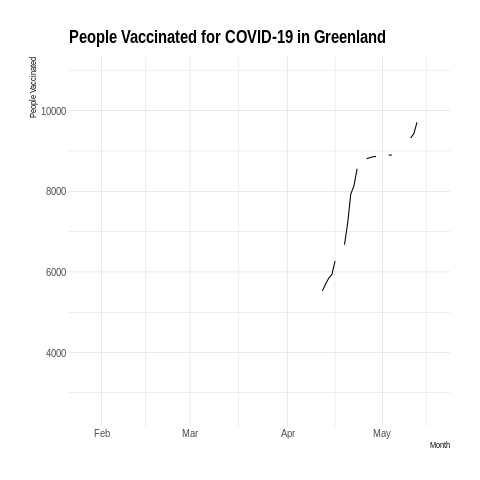 People Vaccinated for COVID-19 in Greenland
People Vaccinated
10000
8000
6000
4000
Feb Mar Apr May
Month